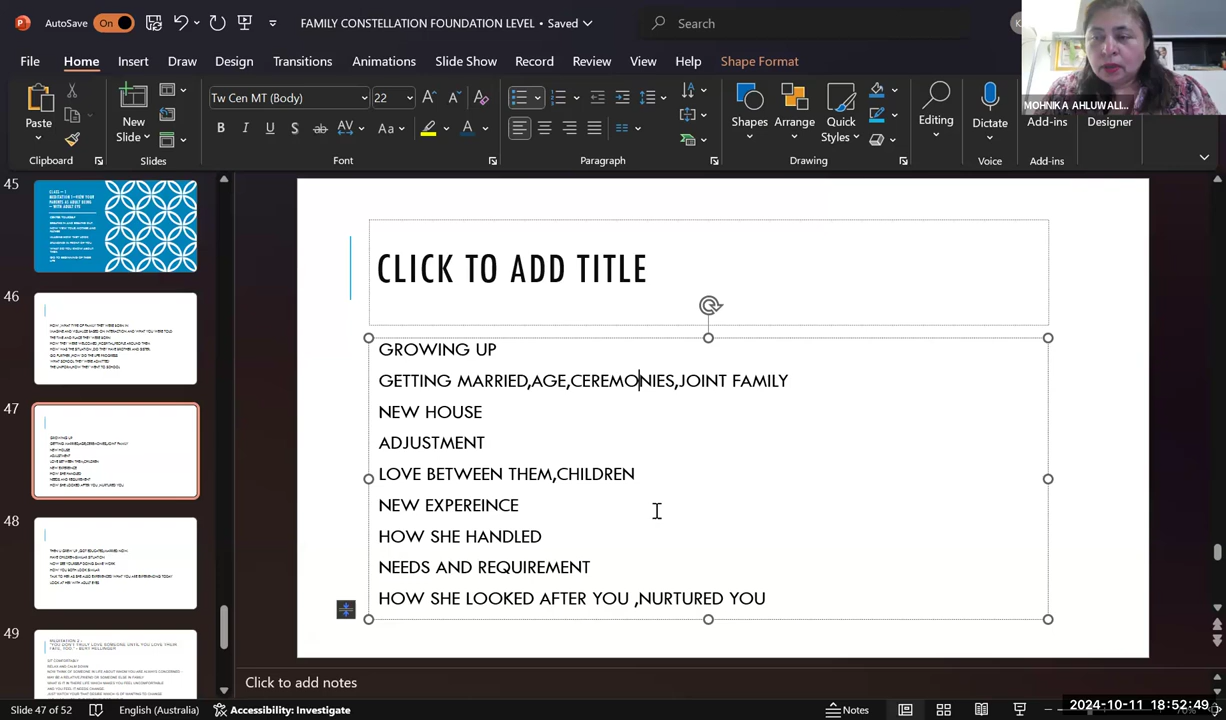 AutoSave On FAMILY CONSTELLATION FOUNDATION LEVEL • Saved Search
File Home Insert Draw Design Transitions Animations Slide Show Record Review View Help Shape Format
MOHNIKA AHLUWALI...
Paste
New
Slide
Tw Cen MT (Body) 22
B I U S ab AV Aa A
Shapes Arrange Quick
Styles
Editing Dictate Add-ins Designer
Clipboard Slides Font Paragraph Drawing Voice Add-ins
45
46
47
48
49
CLICK TO ADD TITLE
GROWING UP
GETTING MARRIED,AGE,CEREMONIES,JOINT FAMILY
NEW HOUSE
ADJUSTMENT
LOVE BETWEEN THEM,CHILDREN
NEW EXPEREINCE
HOW SHE HANDLED
NEEDS AND REQUIREMENT
HOW SHE LOOKED AFTER YOU ,NURTURED YOU
Click to add notes
Slide 47 of 52 English (Australia) Accessibility: Investigate Notes
2024-10-11 18:52:49